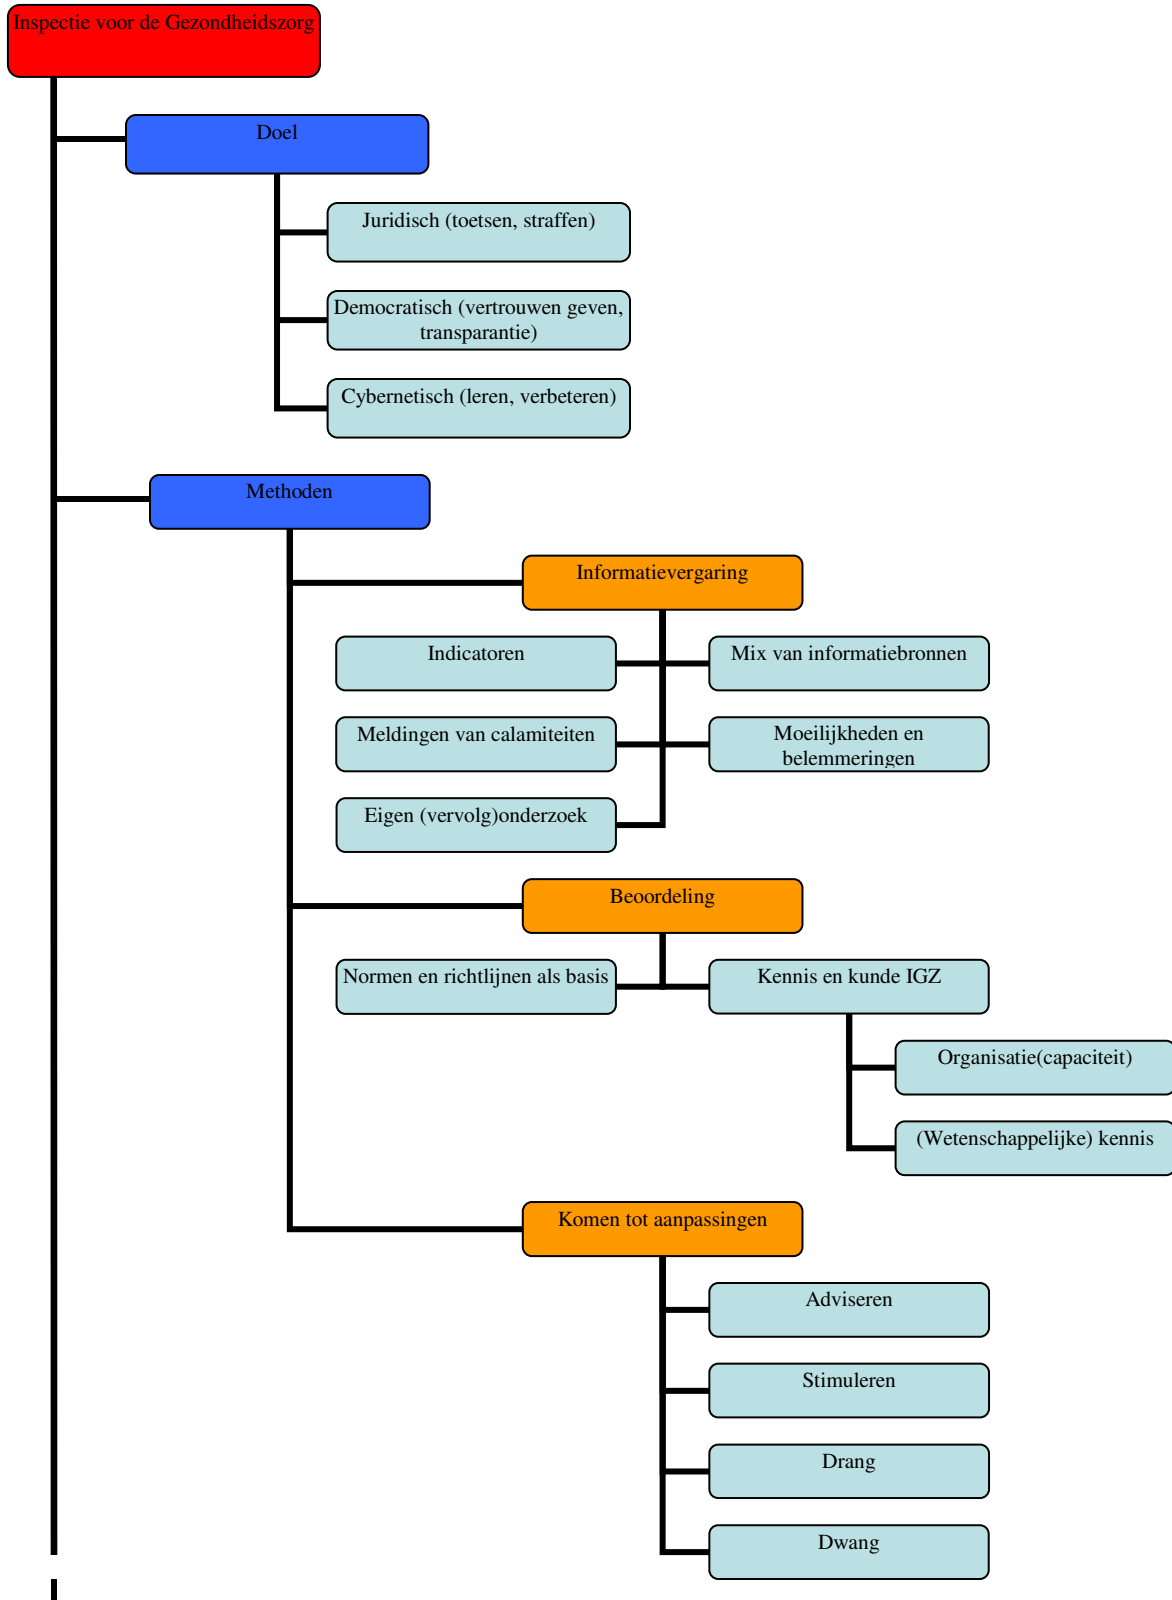 Inspectie voor de Gezondheidszorg
Doel
Juridisch (toetsen, straffen)
Democratisch (vertrouwen geven,
transparantie)
Cybernetisch (leren, verbeteren)
Methoden
Informatievergaring
Indicatoren
Mix van informatiebronnen
Meldingen van calamiteiten
Moeilijkheden en
belemmeringen
Eigen (vervolg)onderzoek
Beoordeling
Normen en richtlijnen als basis
Kennis en kunde IGZ
Organisatie(capaciteit)
(Wetenschappelijke) kennis
Komen tot aanpassingen
Adviseren
Stimuleren
Drang
Dwang